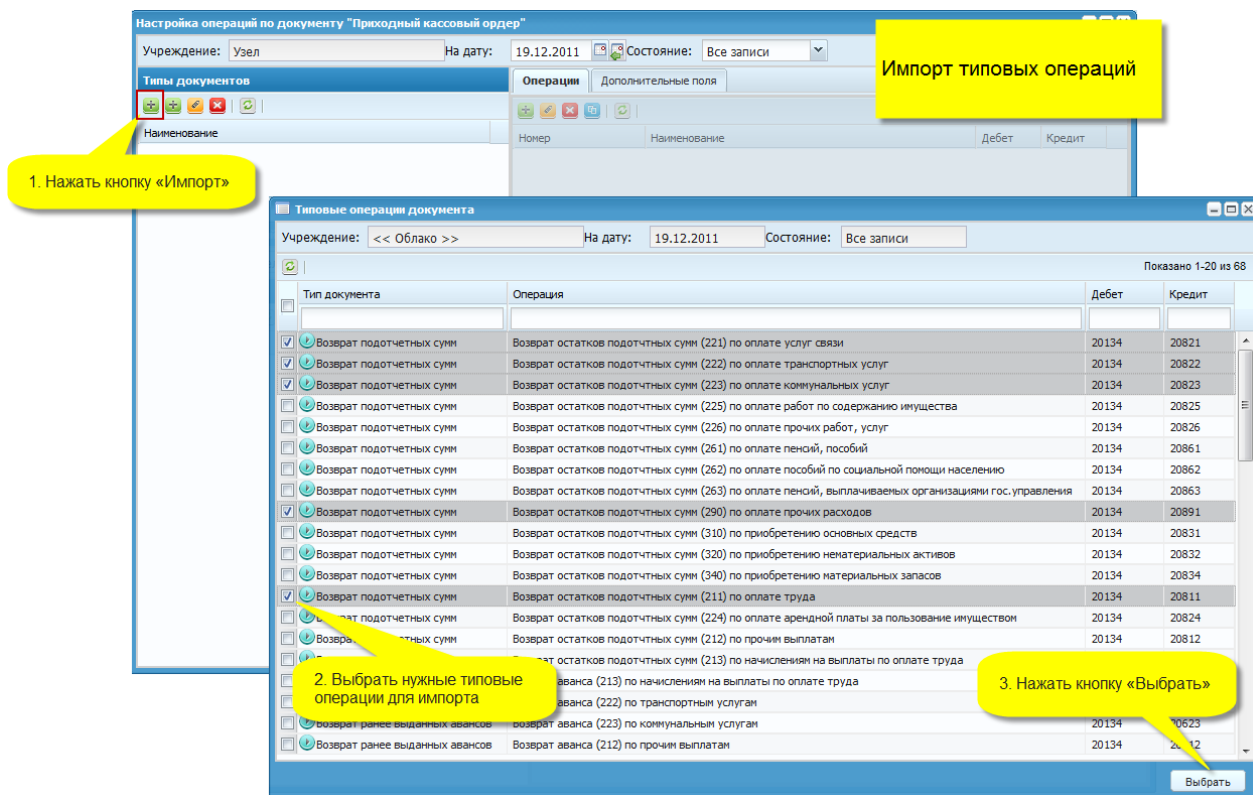 Настройка операций по документу "Приходный кассовый ордер"
Учреждение: Узел На дату: 19.12.2011 Состояние: Все записи
Импорт типовых операций
Типы документов
Операции Дополнительные поля
Наименование
Номер Наименование Дебет Кредит
1. Нажать кнопку «Импорт»
Типовые операции документа
Учреждение: << Облако >> На дату: 19.12.2011 Состояние: Все записи
Показано 1-20 из 68
Тип документа Операция Дебет Кредит
Возврат подотчетных сумм Возврат остатков подотчтных сумм (221) по оплате услуг связи 20134 20821
Возврат подотчетных сумм Возврат остатков подотчтных сумм (222) по оплате транспортных услуг 20134 20822
Возврат подотчетных сумм Возврат остатков подотчтных сумм (223) по оплате коммунальных услуг 20134 20823
Возврат подотчетных сумм Возврат остатков подотчтных сумм (225) по оплате работ по содержанию имущества 20134 20825
Возврат подотчетных сумм Возврат остатков подотчтных сумм (226) по оплате прочих работ, услуг 20134 20826
Возврат подотчетных сумм Возврат остатков подотчтных сумм (261) по оплате пенсий, пособий 20134 20861
Возврат подотчетных сумм Возврат остатков подотчтных сумм (262) по оплате пособий по социальной помощи населению 20134 20862
Возврат подотчетных сумм Возврат остатков подотчтных сумм (263) по оплате пенсий, выплачиваемых организациями гос.управления 20134 20863
Возврат подотчетных сумм Возврат остатков подотчтных сумм (290) по оплате прочих расходов 20134 20891
Возврат подотчетных сумм Возврат остатков подотчтных сумм (310) по приобретению основных средств 20134 20831
Возврат подотчетных сумм Возврат остатков подотчтных сумм (320) по приобретению нематериальных активов 20134 20832
Возврат подотчетных сумм Возврат остатков подотчтных сумм (340) по приобретению материальных запасов 20134 20834
Возврат подотчетных сумм Возврат остатков подотчтных сумм (211) по оплате труда 20134 20811
подотчетных сумм Возврат остатков подотчтных сумм (224) по оплате арендной платы за пользование имуществом 20134 20824
сумм Возврат остатков подотчтных сумм (212) по прочим выплатам 20134 20812
остатков подотчтных сумм (213) по начислениям на выплаты по оплате труда
2. Выбрать нужные типовые
операции для импорта
аванса (213) по начислениям на выплаты по оплате труда
3. Нажать кнопку «Выбрать»
аванса (222) по транспортным услугам
Возврат ранее выданных авансов Возврат аванса (223) по коммунальным услугам 20134 20623
Возврат ранее выданных авансов Возврат аванса (212) по прочим выплатам 20134
Выбрать